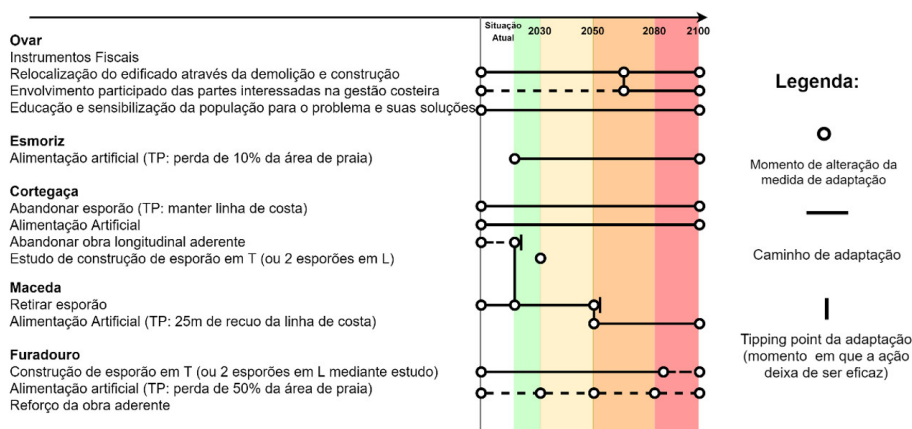 Situação
Atual
2030
2050
2080
2100
Ovar
Instrumentos Fiscais
Relocalização do edificado através da demolição e construção
Envolvimento participado das partes interessadas na gestão costeira
Educação e sensibilização da população para o problema e suas soluções
Esmoriz
Alimentação artificial (TP: perda de 10% da área de praia)
Cortegaça
Abandonar esporão (TP: manter linha de costa)
Alimentação Artificial
Abandonar obra longitudinal aderente
Estudo de construção de esporão em T (ou 2 esporões em L)
Maceda
Retirar esporão
Alimentação Artificial (TP: 25m de recuo da linha de costa)
Furadouro
Construção de esporão em T (ou 2 esporões em L mediante estudo)
Alimentação artificial (TP: perda de 50% da área de praia)
Reforço da obra aderente
Legenda:
Momento de alteração da
medida de adaptação
Caminho de adaptação
Tipping point da adaptação
(momento em que a ação
deixa de ser eficaz)